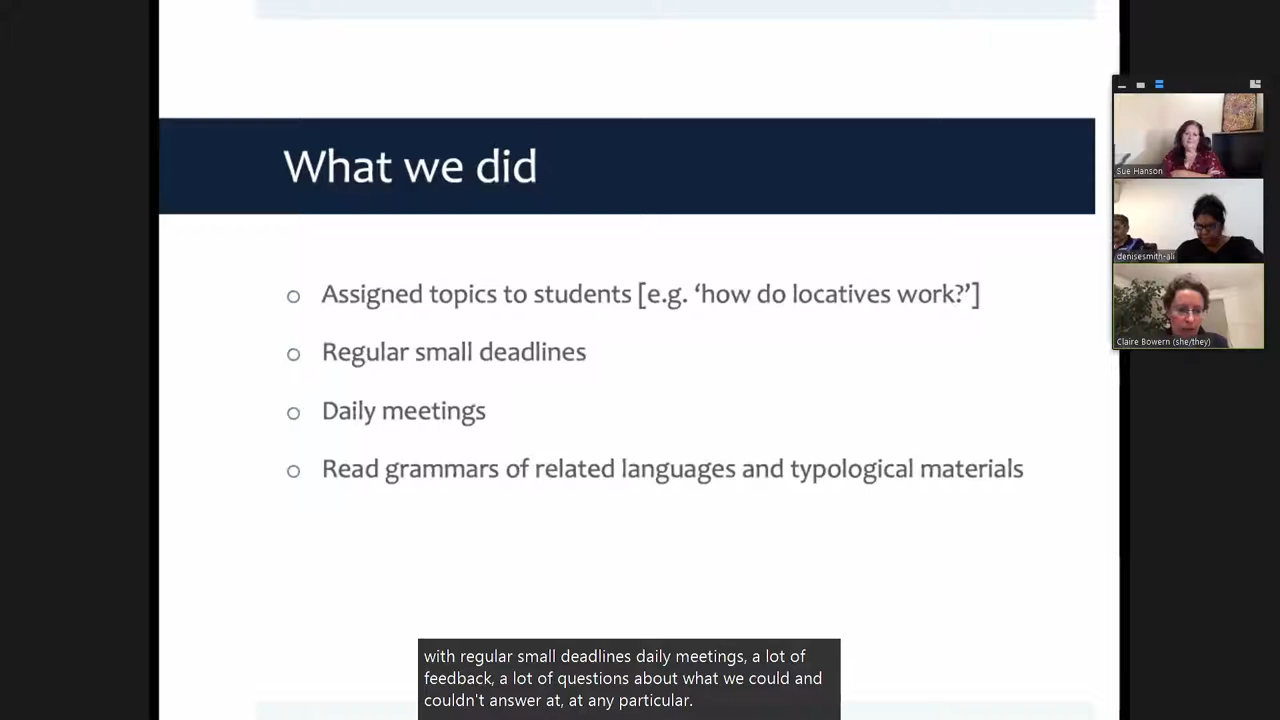 What we did
Assigned topics to students [e.g. ‘how do locatives work?’]
Regular small deadlines
Daily meetings
Read grammars of related languages and typological materials
Sue Hanson
denisesmith-ali
Claire Bowern (she/they)
with regular small deadlines daily meetings, a lot of
feedback, a lot of questions about what we could and
couldn't answer at, at any particular.